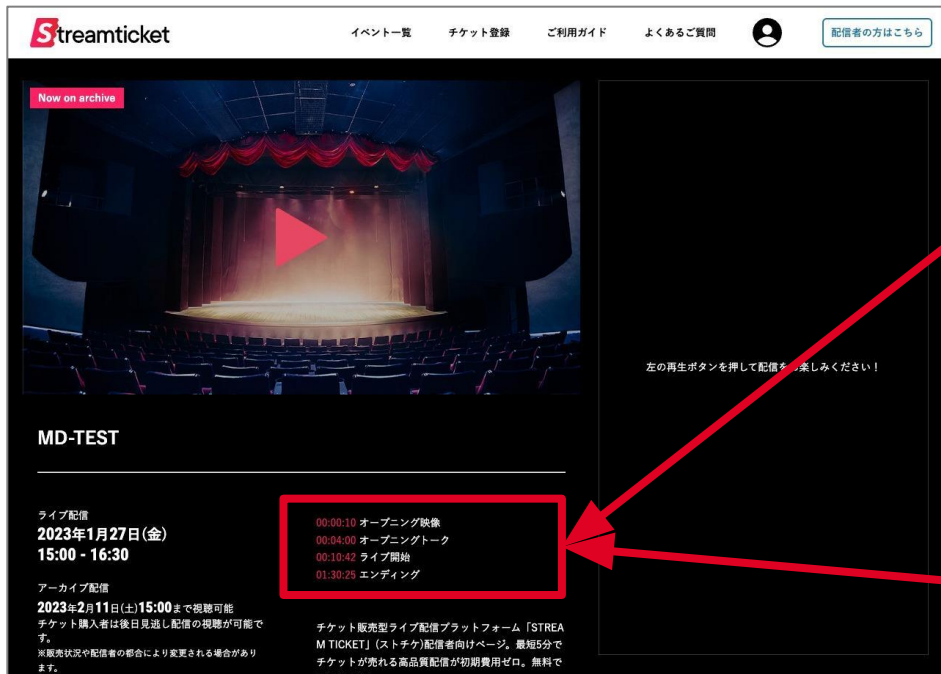 Streamticket
イベント一覧 チケット登録 ご利用ガイド よくあるご質問 配信者の方はこちら
Now on archive
左の再生ボタンを押して配信を 楽しみください！
MD-TEST
ライブ配信
2023年1月27日(金)
15:00 - 16:30
アーカイブ配信
2023年2月11日(土)15:00まで視聴可能
チケット購入者は後日見逃し配信の視聴が可能で
す。
※販売状況や配信者の都合により変更される場合があり
ます。
00:00:10 オープニング映像
00:04:00 オープニングトーク
00:10:42 ライブ開始
01:30:25 エンディング
チケット販売型ライブ配信プラットフォーム「STREA
M TICKET」(ストチケ)配信者向けページ。最短5分で
チケットが売れる高品質配信が初期費用ゼロ。無料で